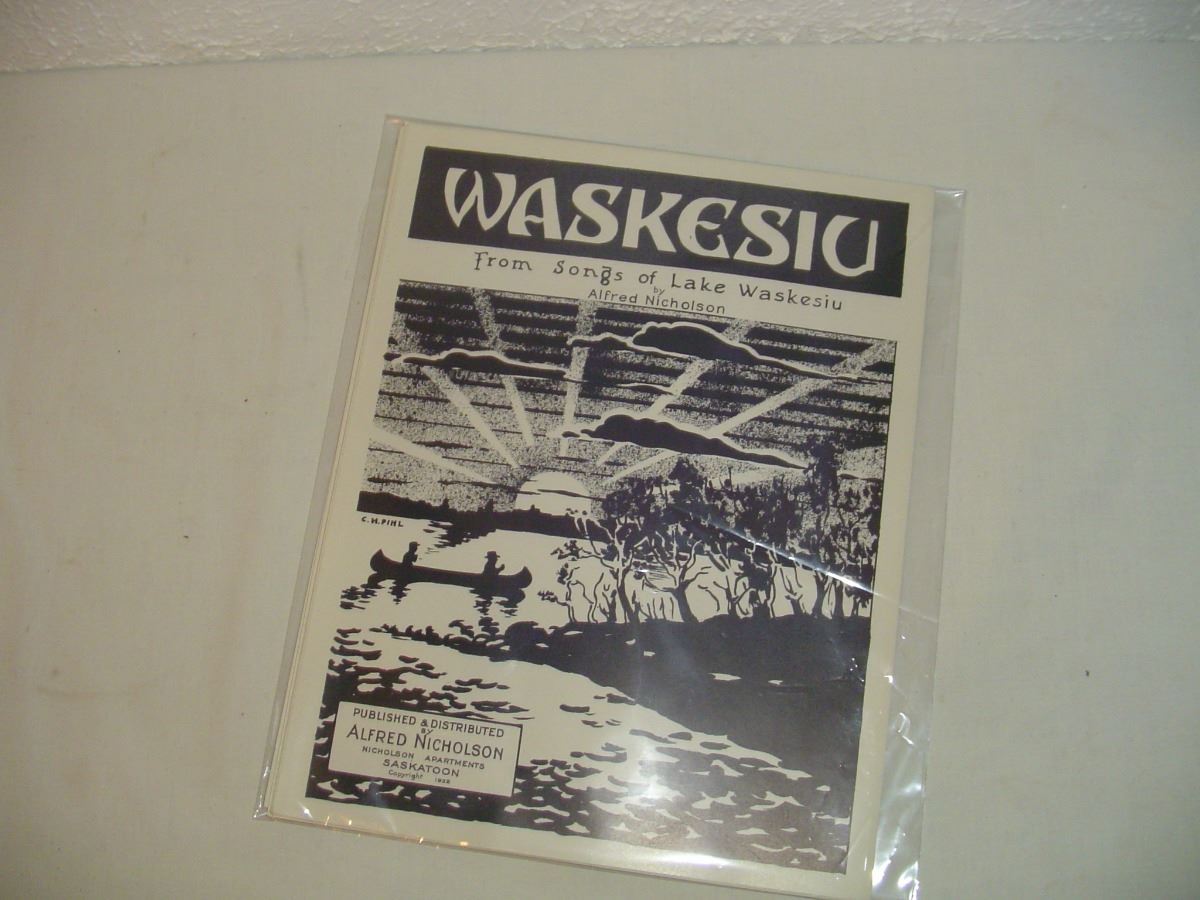 WASKESIU
From Songs of Lake Waskesiu
by
Alfred Nicholson
C.H.PIHL
PUBLISHED & DISTRIBUTED
BY
ALFRED NICHOLSON
NICHOLSON APARTMENTS
SASKATOON
Copyright